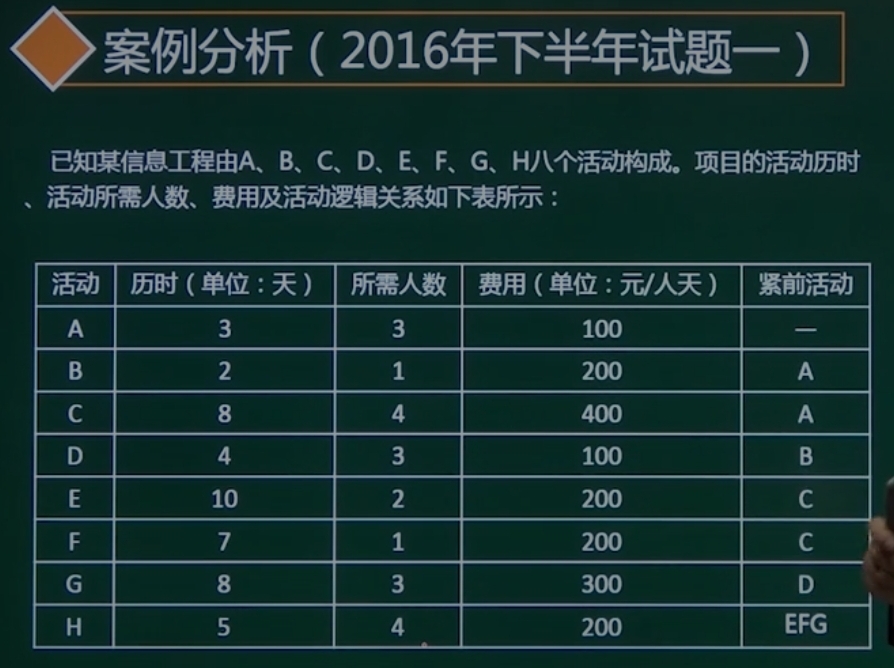 案例分析（2016年下半年试题一）
已知某信息工程由A、B、C、D、E、F、G、H八个活动构成。项目的活动历时
、活动所需人数、费用及活动逻辑关系如下表所示：
活动 历时（单位：天） 所需人数 费用（单位：元/人天） 紧前活动
A 3 3 100 —
B 2 1 200 A
C 8 4 400 A
D 4 3 100 B
E 10 2 200 C
F 7 1 200 C
G 8 3 300 D
H 5 4 200 EFG